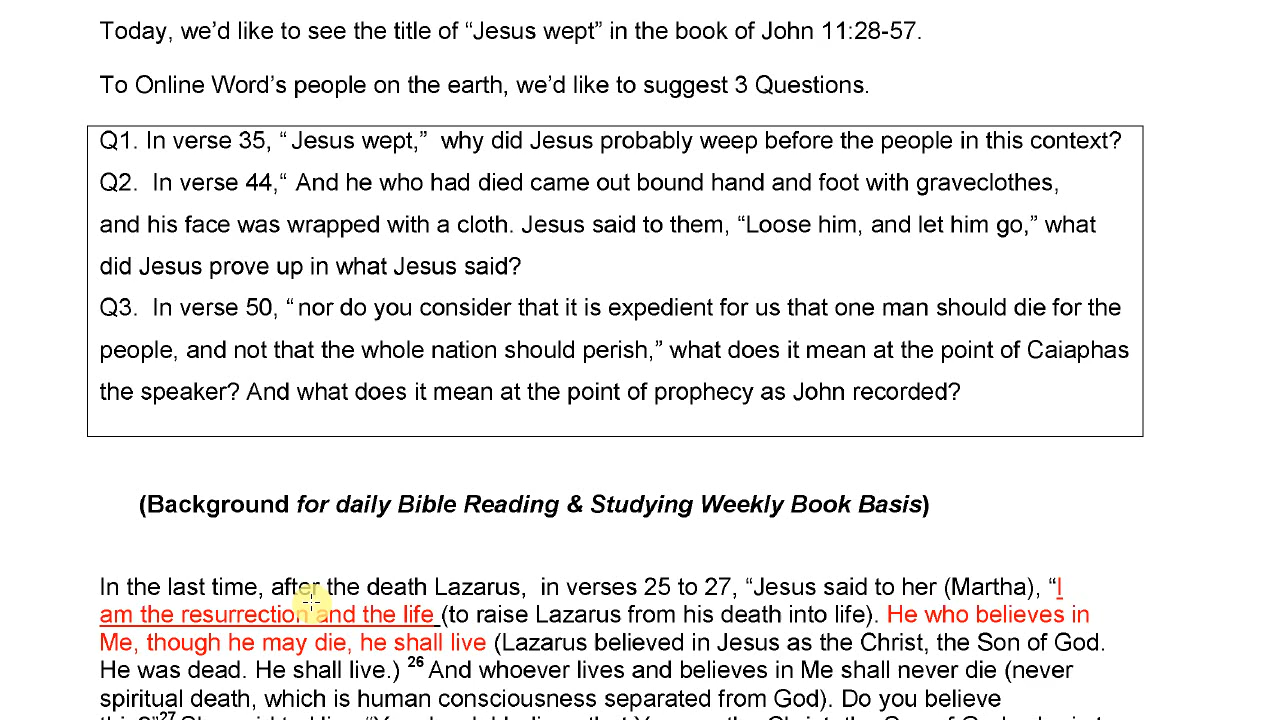 Today, we’d like to see the title of “Jesus wept” in the book of John 11:28-57.
To Online Word’s people on the earth, we’d like to suggest 3 Questions.
Q1. In verse 35, “Jesus wept,” why did Jesus probably weep before the people in this context?
Q2. In verse 44,“ And he who had died came out bound hand and foot with graveclothes,
and his face was wrapped with a cloth. Jesus said to them, “Loose him, and let him go,” what
did Jesus prove up in what Jesus said?
Q3. In verse 50, “nor do you consider that it is expedient for us that one man should die for the
people, and not that the whole nation should perish,” what does it mean at the point of Caiaphas
the speaker? And what does it mean at the point of prophecy as John recorded?
(Background for daily Bible Reading & Studying Weekly Book Basis)
In the last time, after the death Lazarus, in verses 25 to 27, “Jesus said to her (Martha), “I
am the resurrection and the life (to raise Lazarus from his death into life). He who believes in
Me, though he may die, he shall live (Lazarus believed in Jesus as the Christ, the Son of God.
He was dead. He shall live.) 26 And whoever lives and believes in Me shall never die (never
spiritual death, which is human consciousness separated from God). Do you believe